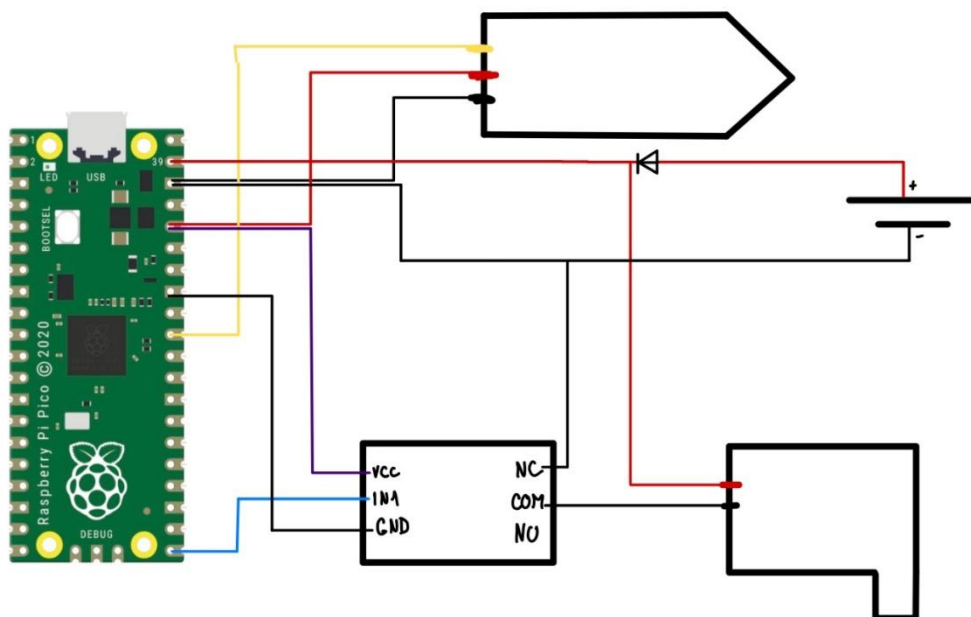 1
2
39
LED
USB
BOOTSEL
Raspberry Pi Pico © 2020
DEBUG
+
-
VCC
IN1
GND
NC
COM
NO